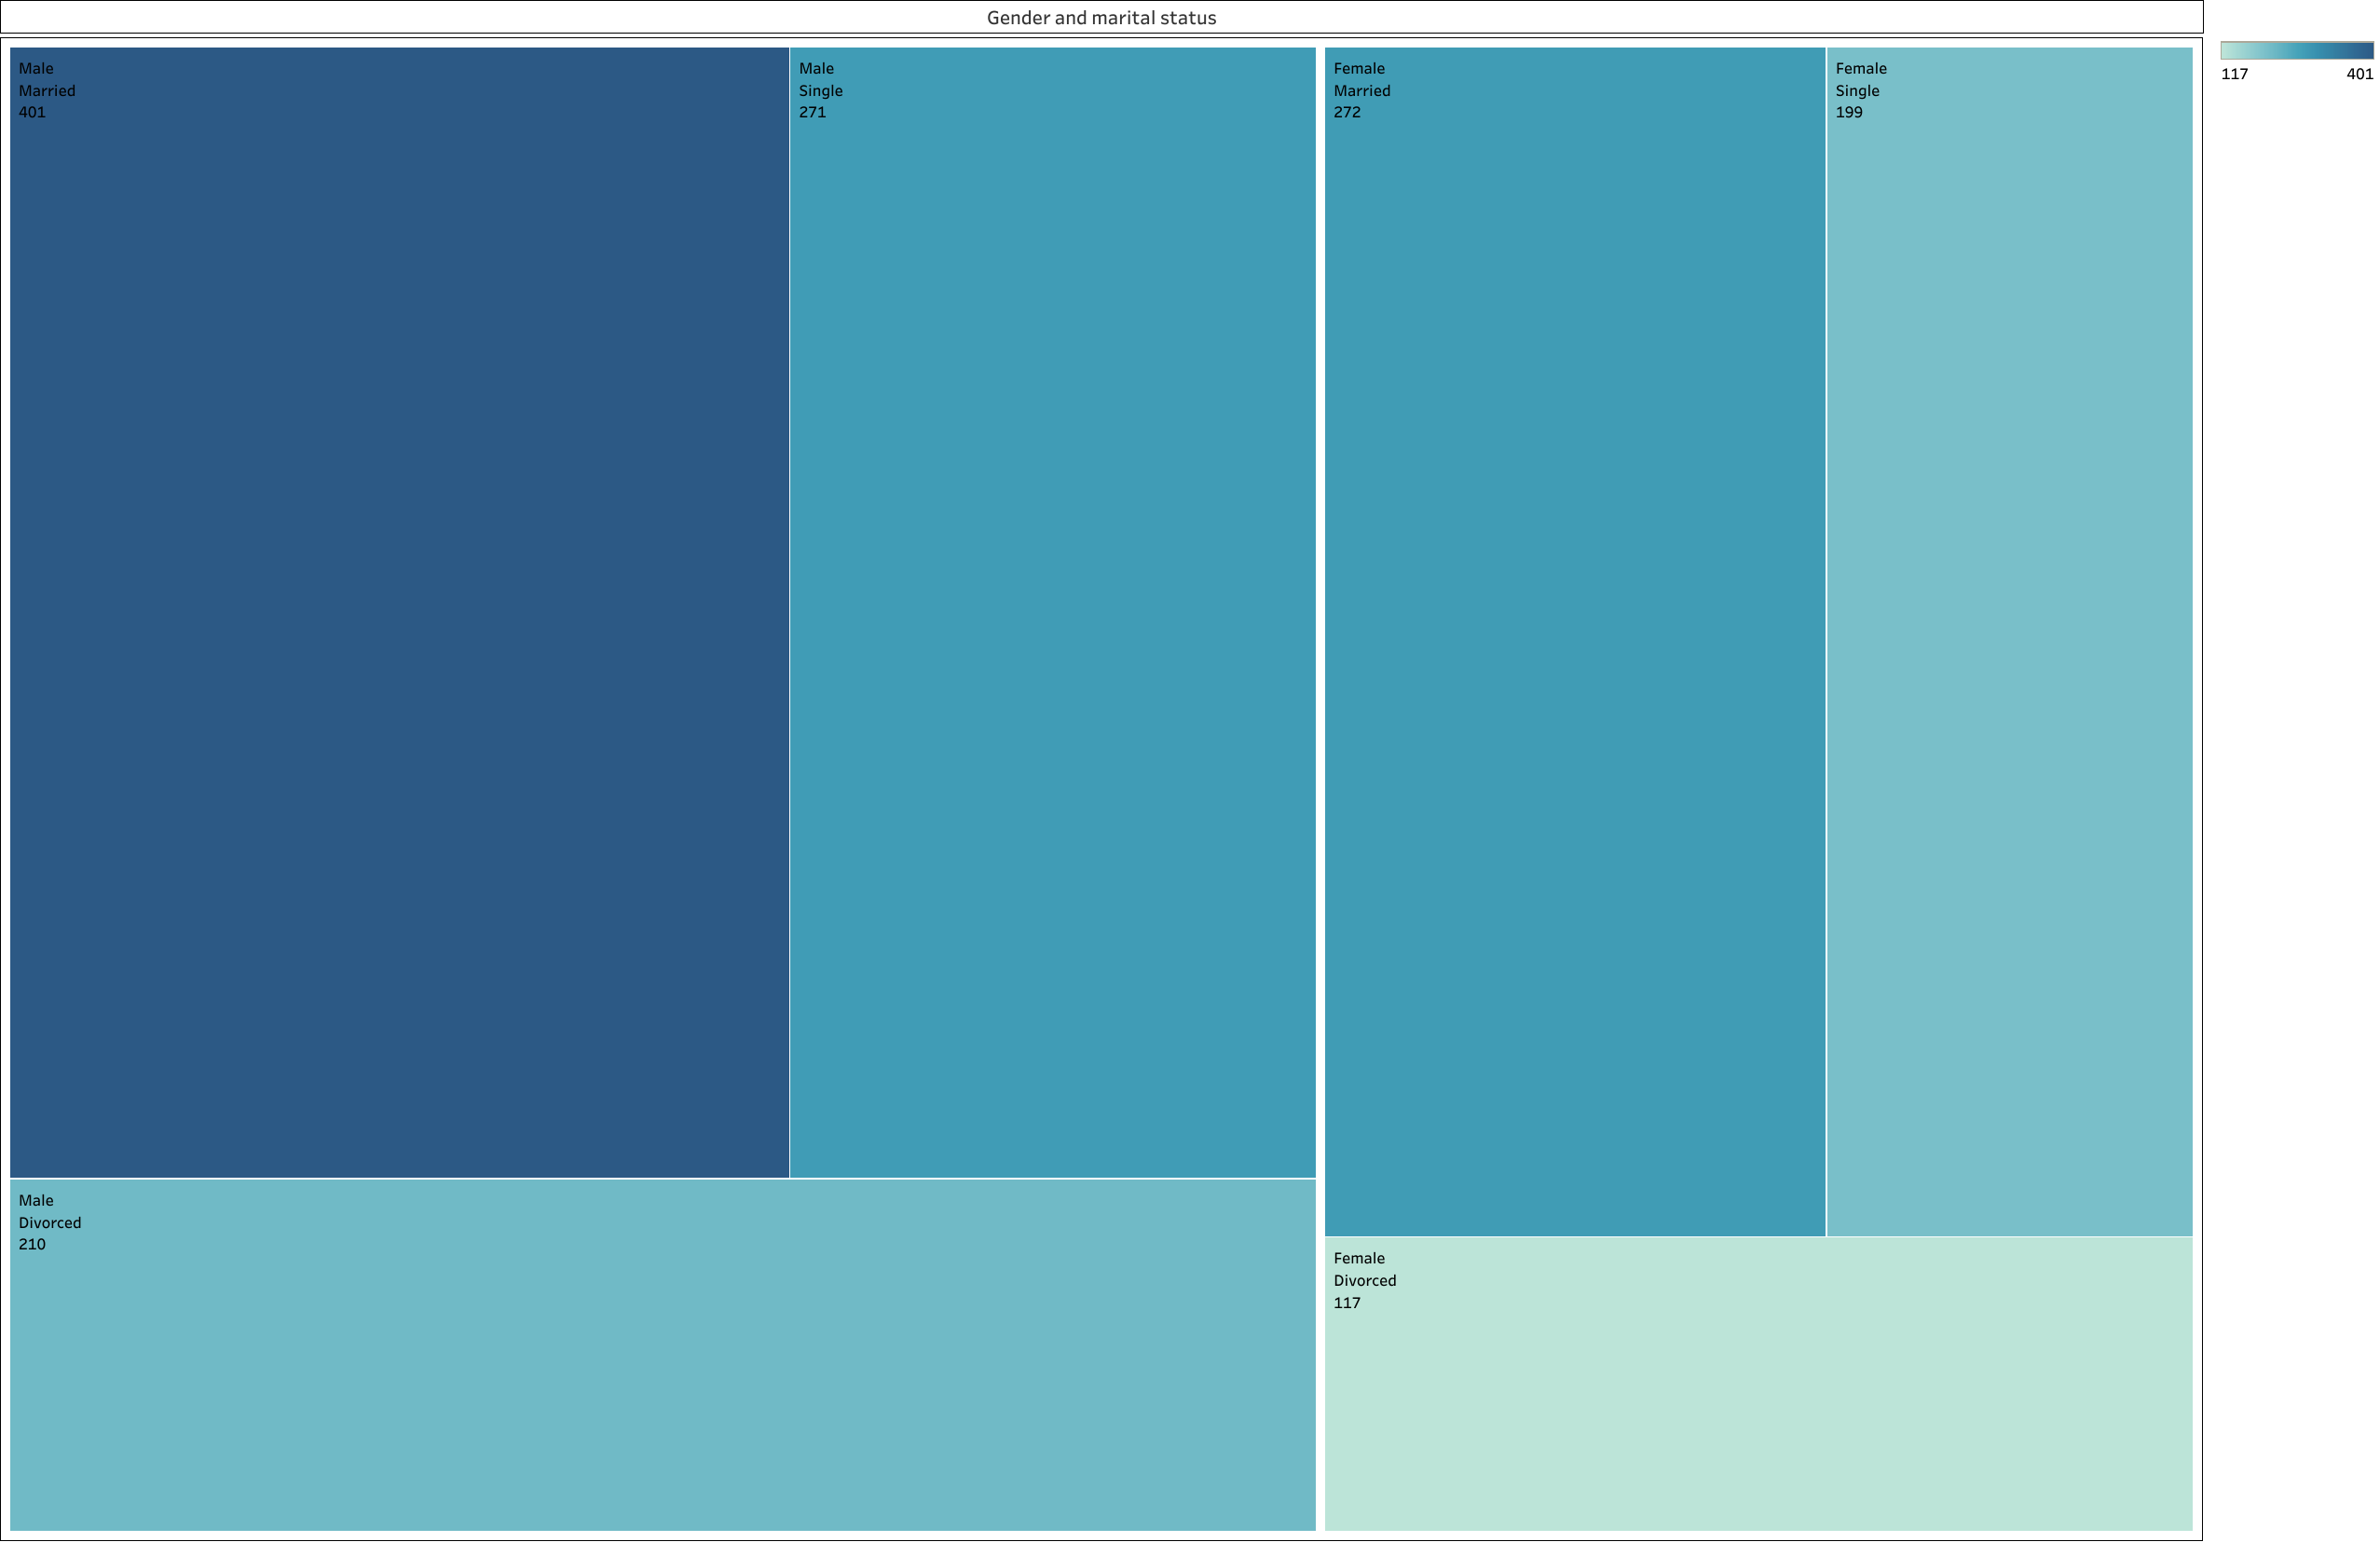 Gender and marital status
Male
Married
401
Male
Single
271
Male
Divorced
210
Female
Married
272
Female
Single
199
Female
Divorced
117
117 401